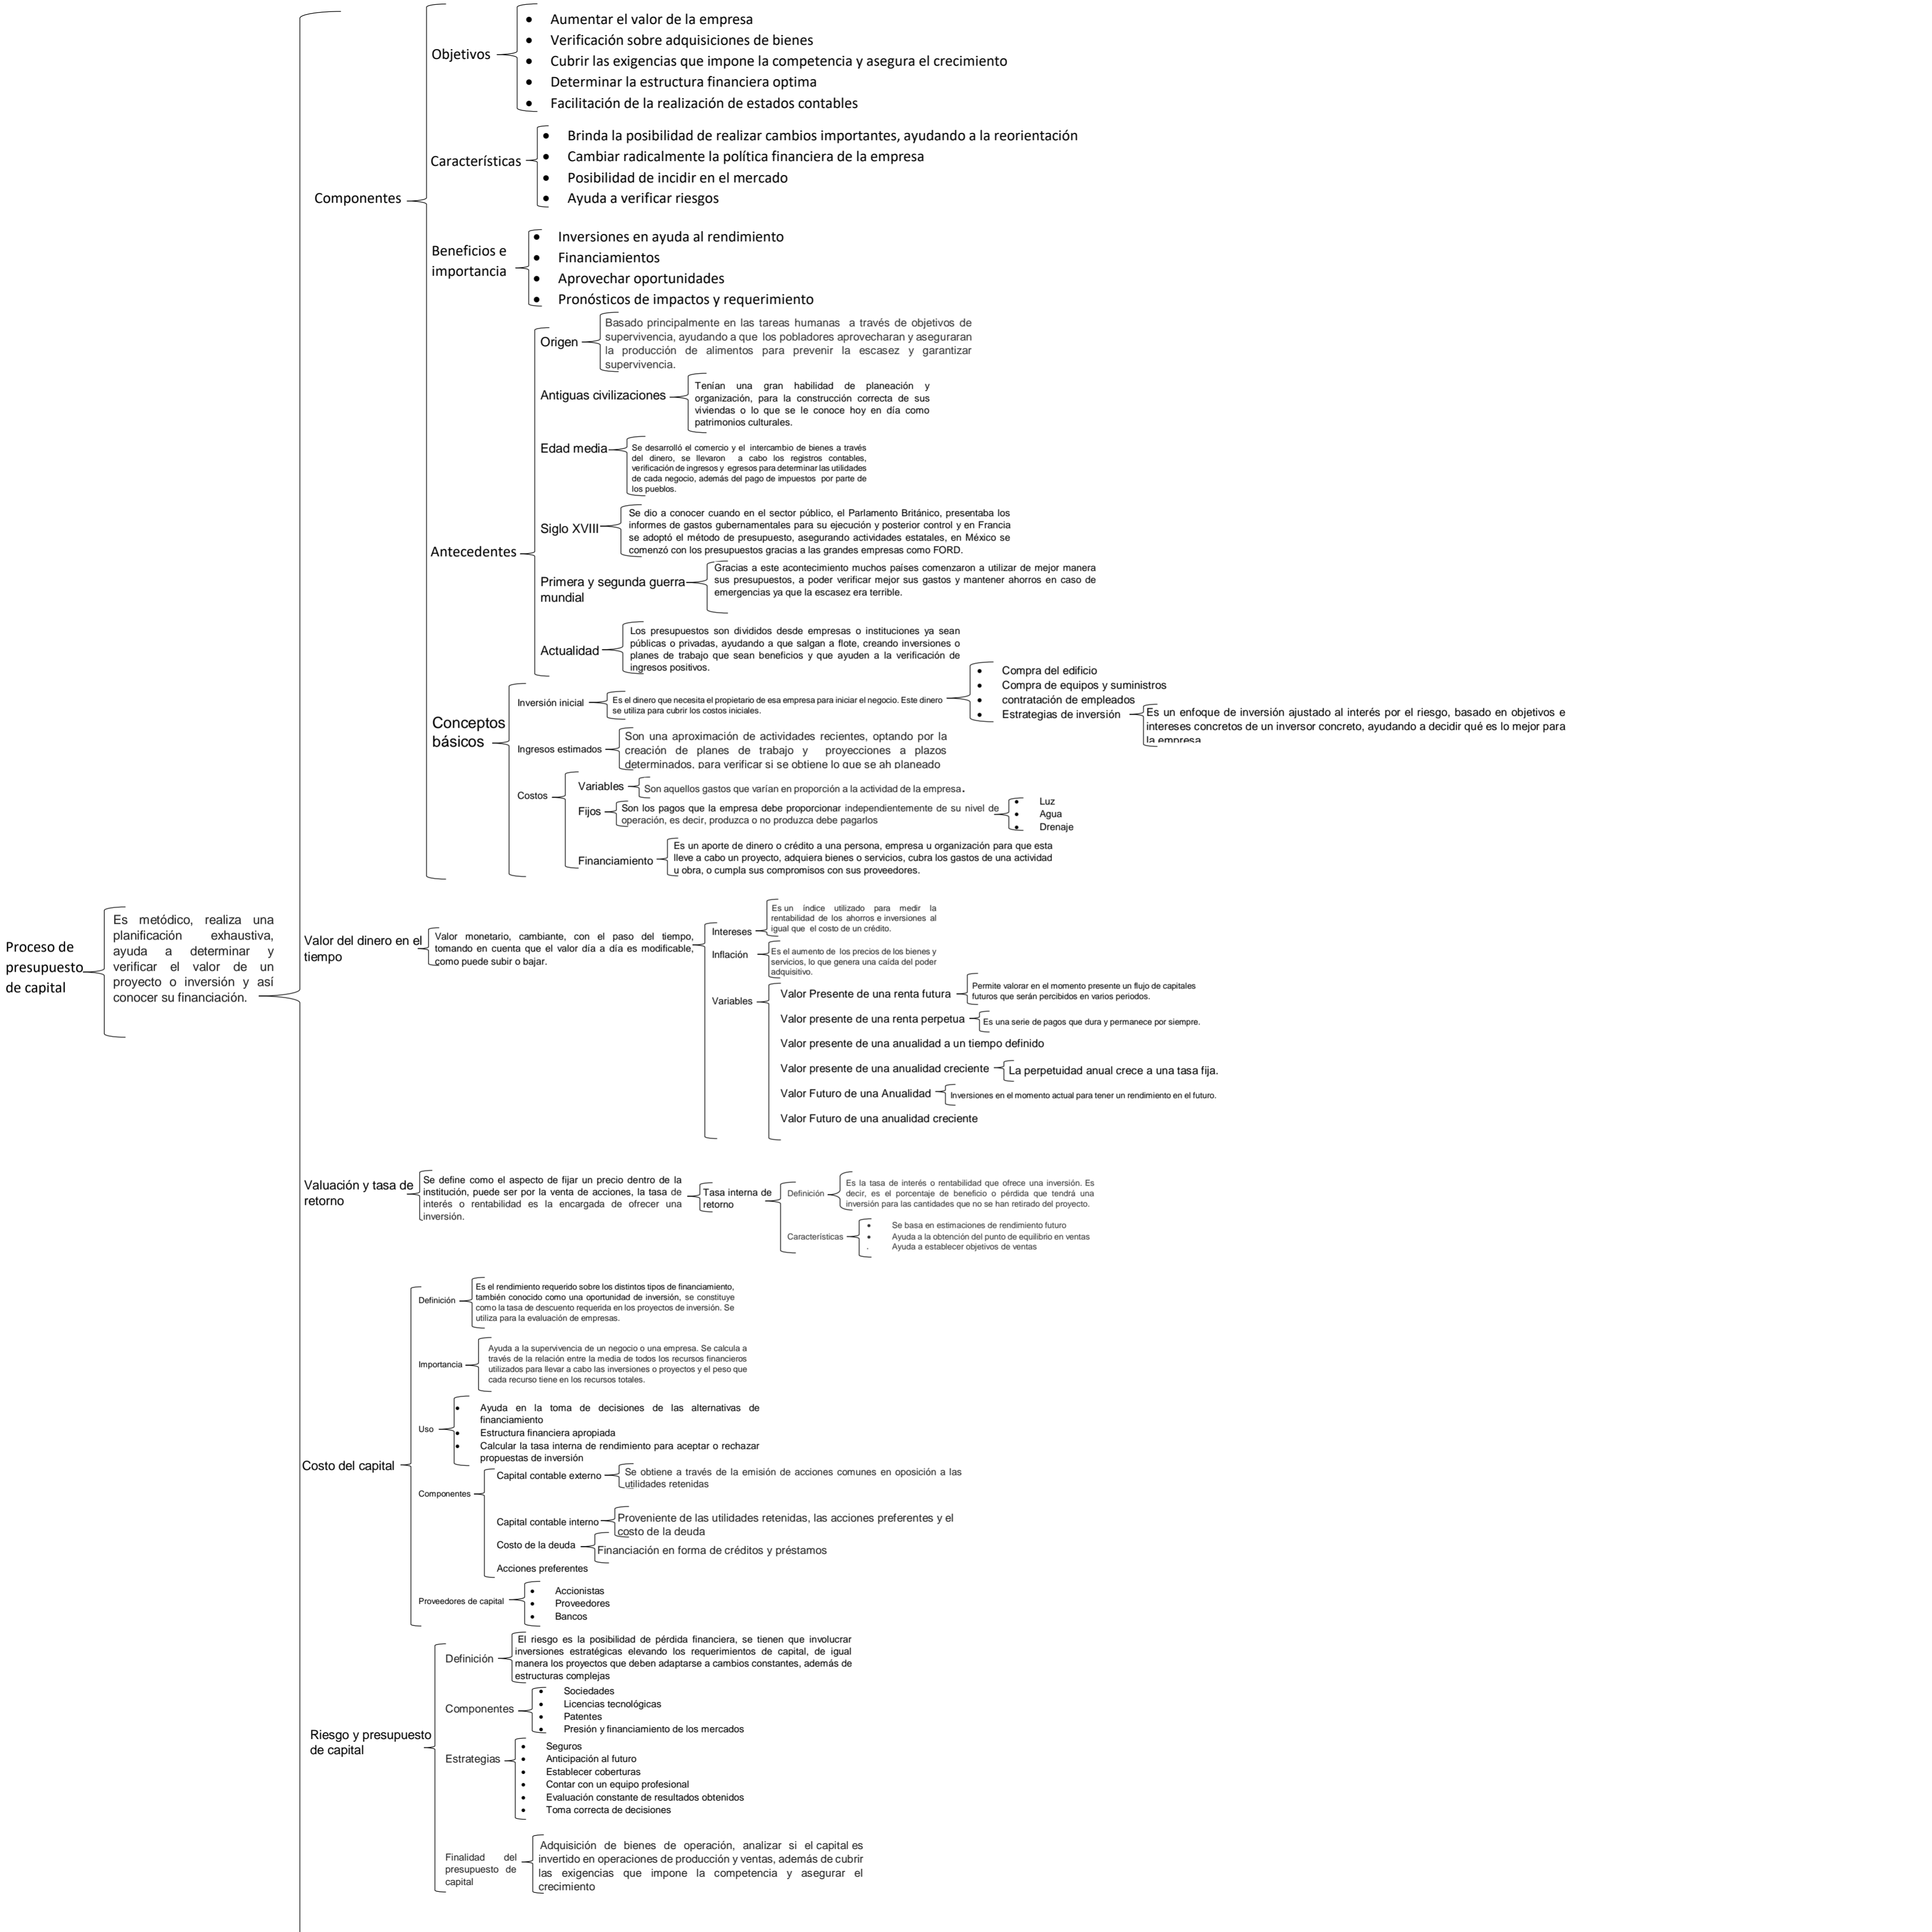 Proceso de
presupuesto
de capital
Es metódico, realiza una
planificación exhaustiva,
ayuda a determinar y
verificar el valor de un
proyecto o inversión y así
conocer su financiación.
Componentes
Objetivos
• Aumentar el valor de la empresa
• Verificación sobre adquisiciones de bienes
• Cubrir las exigencias que impone la competencia y asegura el crecimiento
• Determinar la estructura financiera optima
• Facilitación de la realización de estados contables
Características
• Brinda la posibilidad de realizar cambios importantes, ayudando a la reorientación
• Cambiar radicalmente la política financiera de la empresa
• Posibilidad de incidir en el mercado
• Ayuda a verificar riesgos
Beneficios e
importancia
• Inversiones en ayuda al rendimiento
• Financiamientos
• Aprovechar oportunidades
• Pronósticos de impactos y requerimiento
Antecedentes
Origen
Basado principalmente en las tareas humanas a través de objetivos de
supervivencia, ayudando a que los pobladores aprovecharan y aseguraran
la producción de alimentos para prevenir la escasez y garantizar
supervivencia.
Antiguas civilizaciones
Tenían una gran habilidad de planeación y
organización, para la construcción correcta de sus
viviendas o lo que se le conoce hoy en día como
patrimonios culturales.
Edad media
Se desarrolló el comercio y el intercambio de bienes a través
del dinero, se llevaron a cabo los registros contables,
verificación de ingresos y egresos para determinar las utilidades
de cada negocio, además del pago de impuestos por parte de
los pueblos.
Siglo XVIII
Se dio a conocer cuando en el sector público, el Parlamento Británico, presentaba los
informes de gastos gubernamentales para su ejecución y posterior control y en Francia
se adoptó el método de presupuesto, asegurando actividades estatales, en México se
comenzó con los presupuestos gracias a las grandes empresas como FORD.
Primera y segunda guerra
mundial
Gracias a este acontecimiento muchos países comenzaron a utilizar de mejor manera
sus presupuestos, a poder verificar mejor sus gastos y mantener ahorros en caso de
emergencias ya que la escasez era terrible.
Actualidad
Los presupuestos son divididos desde empresas o instituciones ya sean
públicas o privadas, ayudando a que salgan a flote, creando inversiones o
planes de trabajo que sean beneficios y que ayuden a la verificación de
ingresos positivos.
Conceptos
básicos
Inversión inicial
Es el dinero que necesita el propietario de esa empresa para iniciar el negocio. Este dinero
se utiliza para cubrir los costos iniciales.
• Compra del edificio
• Compra de equipos y suministros
• contratación de empleados
• Estrategias de inversión
Es un enfoque de inversión ajustado al interés por el riesgo, basado en objetivos e
intereses concretos de un inversor concreto, ayudando a decidir qué es lo mejor para
la empresa
Ingresos estimados
Son una aproximación de actividades recientes, optando por la
creación de planes de trabajo y proyecciones a plazos
determinados, para verificar si se obtiene lo que se ah planeado
Costos
Variables
Son aquellos gastos que varían en proporción a la actividad de la empresa.
Fijos
Son los pagos que la empresa debe proporcionar independientemente de su nivel de
operación, es decir, produzca o no produzca debe pagarlos
• Luz
• Agua
• Drenaje
Financiamiento
Es un aporte de dinero o crédito a una persona, empresa u organización para que esta
lleve a cabo un proyecto, adquiera bienes o servicios, cubra los gastos de una actividad
u obra, o cumpla sus compromisos con sus proveedores.
Valor del dinero en el
tiempo
Valor monetario, cambiante, con el paso del tiempo,
tomando en cuenta que el valor día a día es modificable,
como puede subir o bajar.
Intereses
Es un índice utilizado para medir la
rentabilidad de los ahorros e inversiones al
igual que el costo de un crédito.
Inflación
Es el aumento de los precios de los bienes y
servicios, lo que genera una caída del poder
adquisitivo.
Variables
Valor Presente de una renta futura
Permite valorar en el momento presente un flujo de capitales
futuros que serán percibidos en varios periodos.
Valor presente de una renta perpetua
Es una serie de pagos que dura y permanece por siempre.
Valor presente de una anualidad a un tiempo definido
Valor presente de una anualidad creciente
La perpetuidad anual crece a una tasa fija.
Valor Futuro de una Anualidad
Inversiones en el momento actual para tener un rendimiento en el futuro.
Valor Futuro de una anualidad creciente
Valuación y tasa de
retorno
Se define como el aspecto de fijar un precio dentro de la
institución, puede ser por la venta de acciones, la tasa de
interés o rentabilidad es la encargada de ofrecer una
inversión.
Tasa interna de
retorno
Definición
Es la tasa de interés o rentabilidad que ofrece una inversión. Es
decir, es el porcentaje de beneficio o pérdida que tendrá una
inversión para las cantidades que no se han retirado del proyecto.
Características
• Se basa en estimaciones de rendimiento futuro
• Ayuda a la obtención del punto de equilibrio en ventas
. Ayuda a establecer objetivos de ventas
Costo del capital
Definición
Es el rendimiento requerido sobre los distintos tipos de financiamiento,
también conocido como una oportunidad de inversión, se constituye
como la tasa de descuento requerida en los proyectos de inversión. Se
utiliza para la evaluación de empresas.
Importancia
Ayuda a la supervivencia de un negocio o una empresa. Se calcula a
través de la relación entre la media de todos los recursos financieros
utilizados para llevar a cabo las inversiones o proyectos y el peso que
cada recurso tiene en los recursos totales.
Uso
• Ayuda en la toma de decisiones de las alternativas de
financiamiento
• Estructura financiera apropiada
• Calcular la tasa interna de rendimiento para aceptar o rechazar
propuestas de inversión
Componentes
Capital contable externo
Se obtiene a través de la emisión de acciones comunes en oposición a las
utilidades retenidas
Capital contable interno
Proveniente de las utilidades retenidas, las acciones preferentes y el
costo de la deuda
Costo de la deuda
Financiación en forma de créditos y préstamos
Acciones preferentes
Proveedores de capital
• Accionistas
• Proveedores
• Bancos
Riesgo y presupuesto
de capital
Definición
El riesgo es la posibilidad de pérdida financiera, se tienen que involucrar
inversiones estratégicas elevando los requerimientos de capital, de igual
manera los proyectos que deben adaptarse a cambios constantes, además de
estructuras complejas
Componentes
• Sociedades
• Licencias tecnológicas
• Patentes
• Presión y financiamiento de los mercados
Estrategias
• Seguros
• Anticipación al futuro
• Establecer coberturas
• Contar con un equipo profesional
• Evaluación constante de resultados obtenidos
• Toma correcta de decisiones
Finalidad del
presupuesto de
capital
Adquisición de bienes de operación, analizar si el capital es
invertido en operaciones de producción y ventas, además de cubrir
las exigencias que impone la competencia y asegurar el
crecimiento